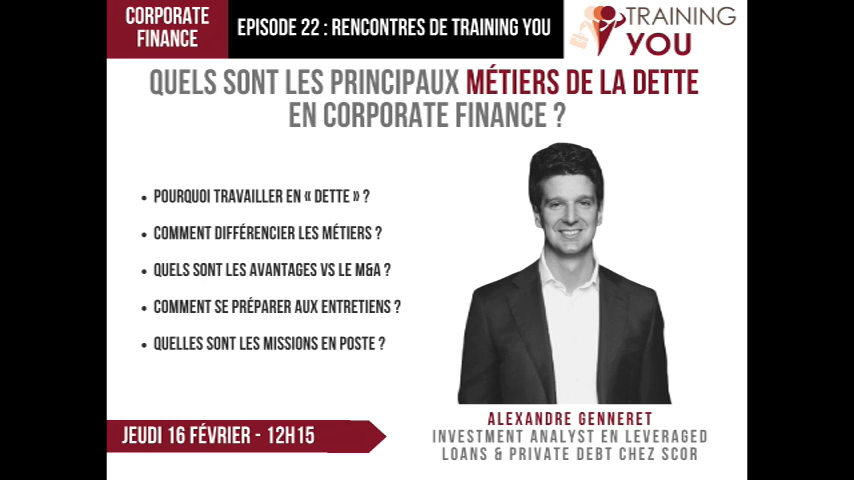 CORPORATE
FINANCE
EPISODE 22 : RENCONTRES DE TRAINING YOU
TRAINING
YOU
QUELS SONT LES PRINCIPAUX MÉTIERS DE LA DETTE
EN CORPORATE FINANCE ?
• POURQUOI TRAVAILLER EN « DETTE » ?
• COMMENT DIFFÉRENCIER LES MÉTIERS ?
• QUELS SONT LES AVANTAGES VS LE M&A ?
• COMMENT SE PRÉPARER AUX ENTRETIENS ?
• QUELLES SONT LES MISSIONS EN POSTE ?
JEUDI 16 FÉVRIER - 12H15
ALEXANDRE GENNERET
INVESTMENT ANALYST EN LEVERAGED
LOANS & PRIVATE DEBT CHEZ SCOR